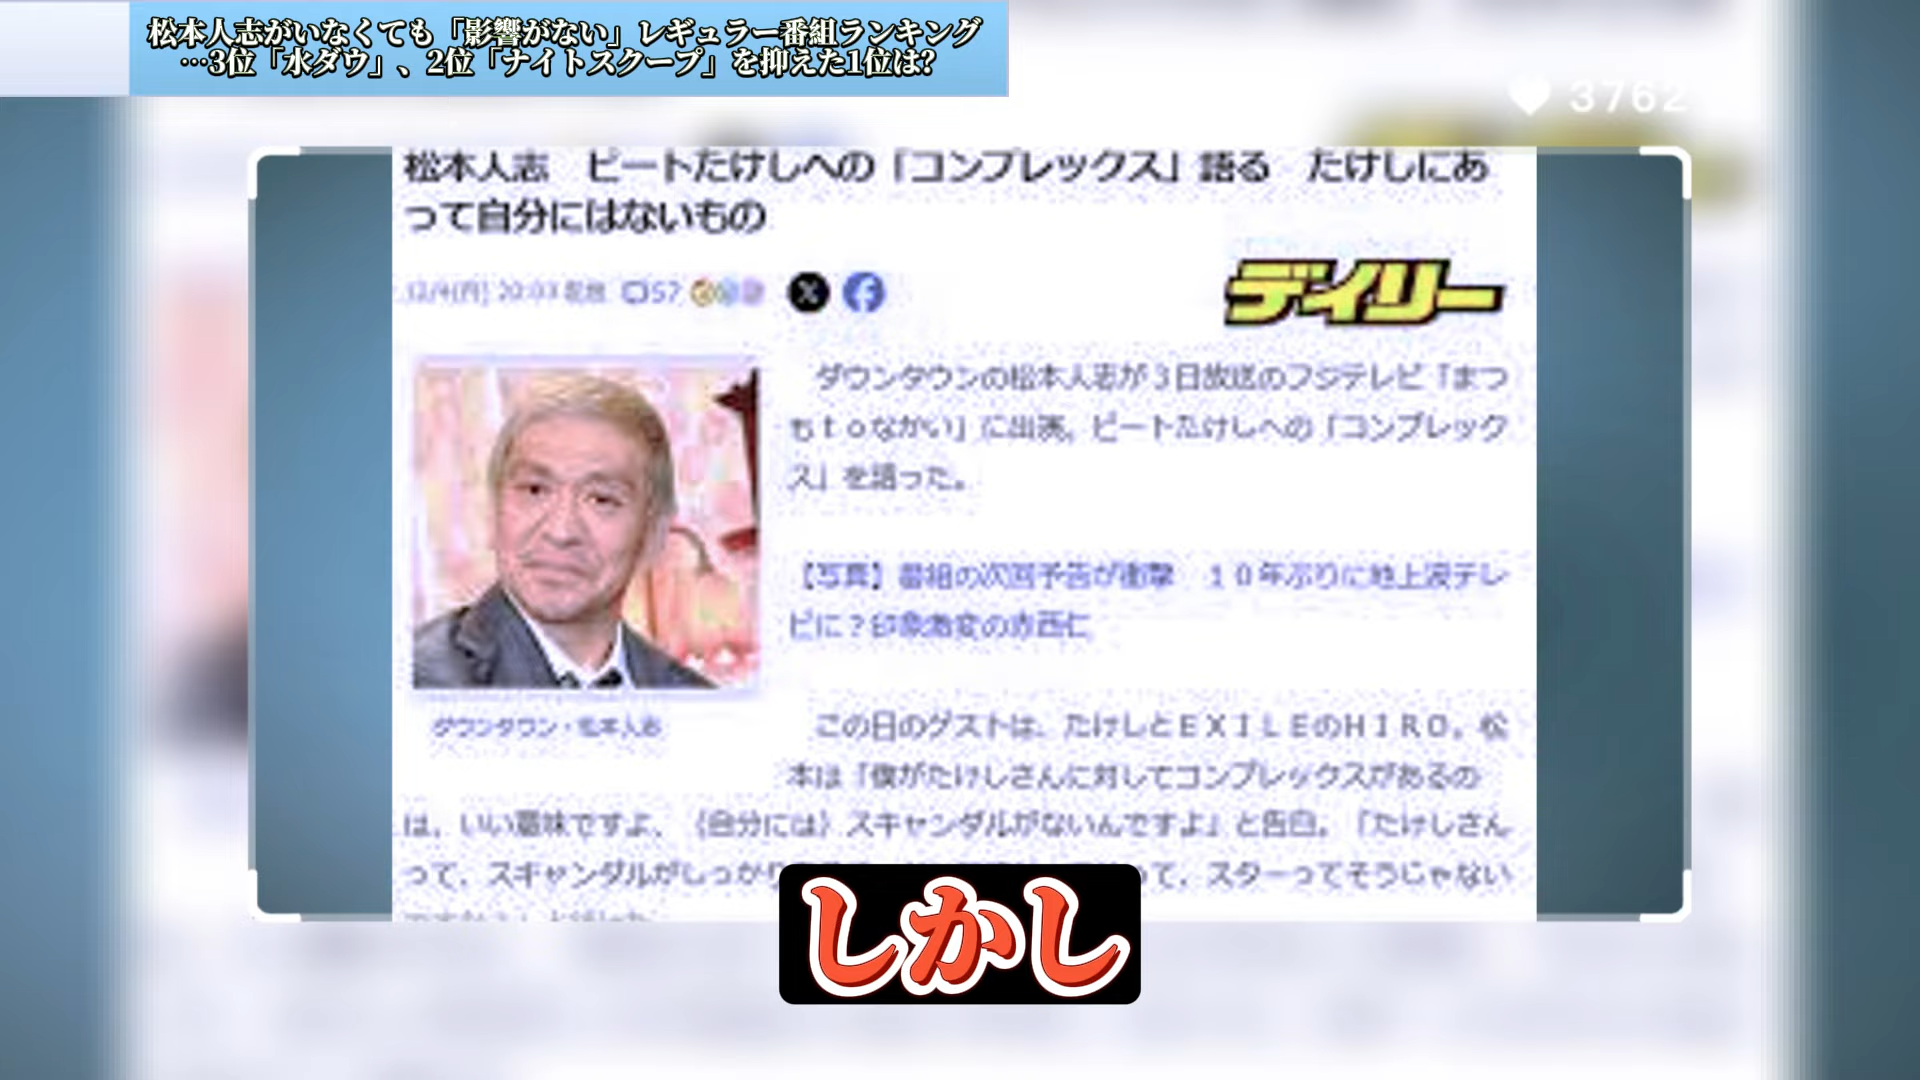 松本人志がいなくても「影響がない」レギュラー番組ランキング
…3位「水ダウ」、2位「ナイトスクープ」を抑えた1位は?
3762
松本人志 ビートたけしへの「コンプレックス」語る たけしにあ
って自分にはないもの
12/4(月) 20:03配信 57
デイリー
ダウンタウンの松本人志が3日放送のフジテレビ「まつ
もtoなかい」に出演。ビートたけしへの「コンプレック
ス」を語った。
【写真】番組の次回予告が衝撃 10年ぶりに地上波テレ
ビに?印象激変の赤西仁
ダウンタウン・松本人志
この日のゲストは、たけしとEXILEのHIRO。松
本は「僕がたけしさんに対してコンプレックスがあるの
は、いい意味ですよ、(自分には)スキャンダルがないんですよ」と告白。「たけしさん
って、スキャンダルがしっかり
って、スターってそうじゃない
しかし